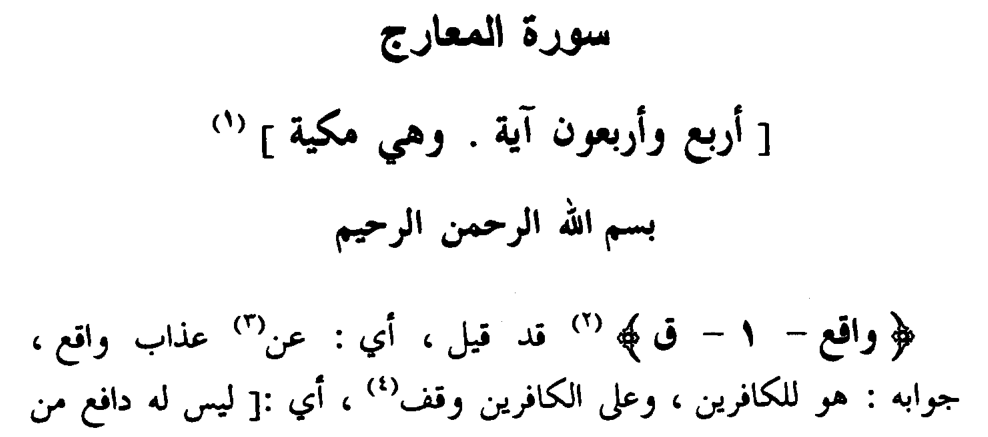 سورة المعارج
[ أربع وأربعون آية . وهي مكية ] (١)
بسم الله الرحمن الرحيم
﴿ واقع – ١ – ق ﴾ (٢) قد قيل ، أي : عن(٣) عذاب واقع ،
جوابه : هو للكافرين ، وعلى الكافرين وقف(٤) ، أي :[ ليس له دافع من